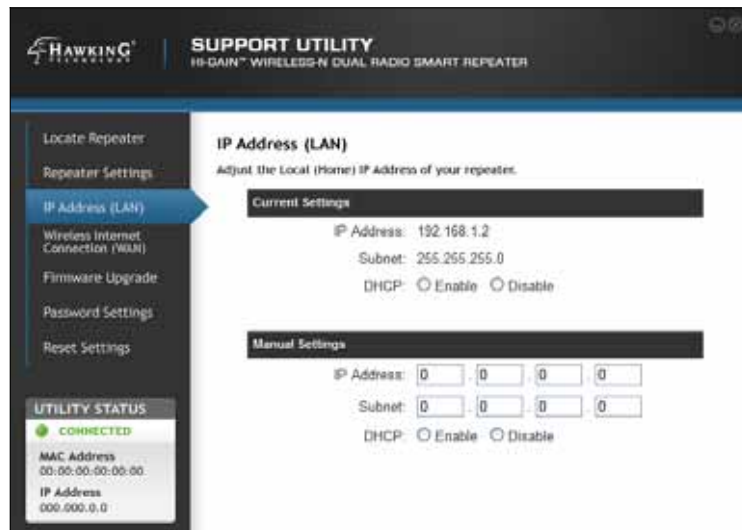 HAWKING
TECHNOLOGY
SUPPORT UTILITY
HI-GAIN™ WIRELESS-N DUAL RADIO SMART REPEATER
Locate Repeater
Repeater Settings
IP Address (LAN)
Wireless Internet
Connection (WAN)
Firmware Upgrade
Password Settings
Reset Settings
UTILITY STATUS
CONNECTED
MAC Address
00:00:00:00:00:00
IP Address
000.000.0.0
IP Address (LAN)
Adjust the Local (Home) IP Address of your repeater.
Current Settings
IP Address: 192.168.1.2
Subnet: 255.255.255.0
DHCP: Enable Disable
Manual Settings
IP Address: 0 . 0 . 0 . 0
Subnet: 0 . 0 . 0 . 0
DHCP: Enable Disable